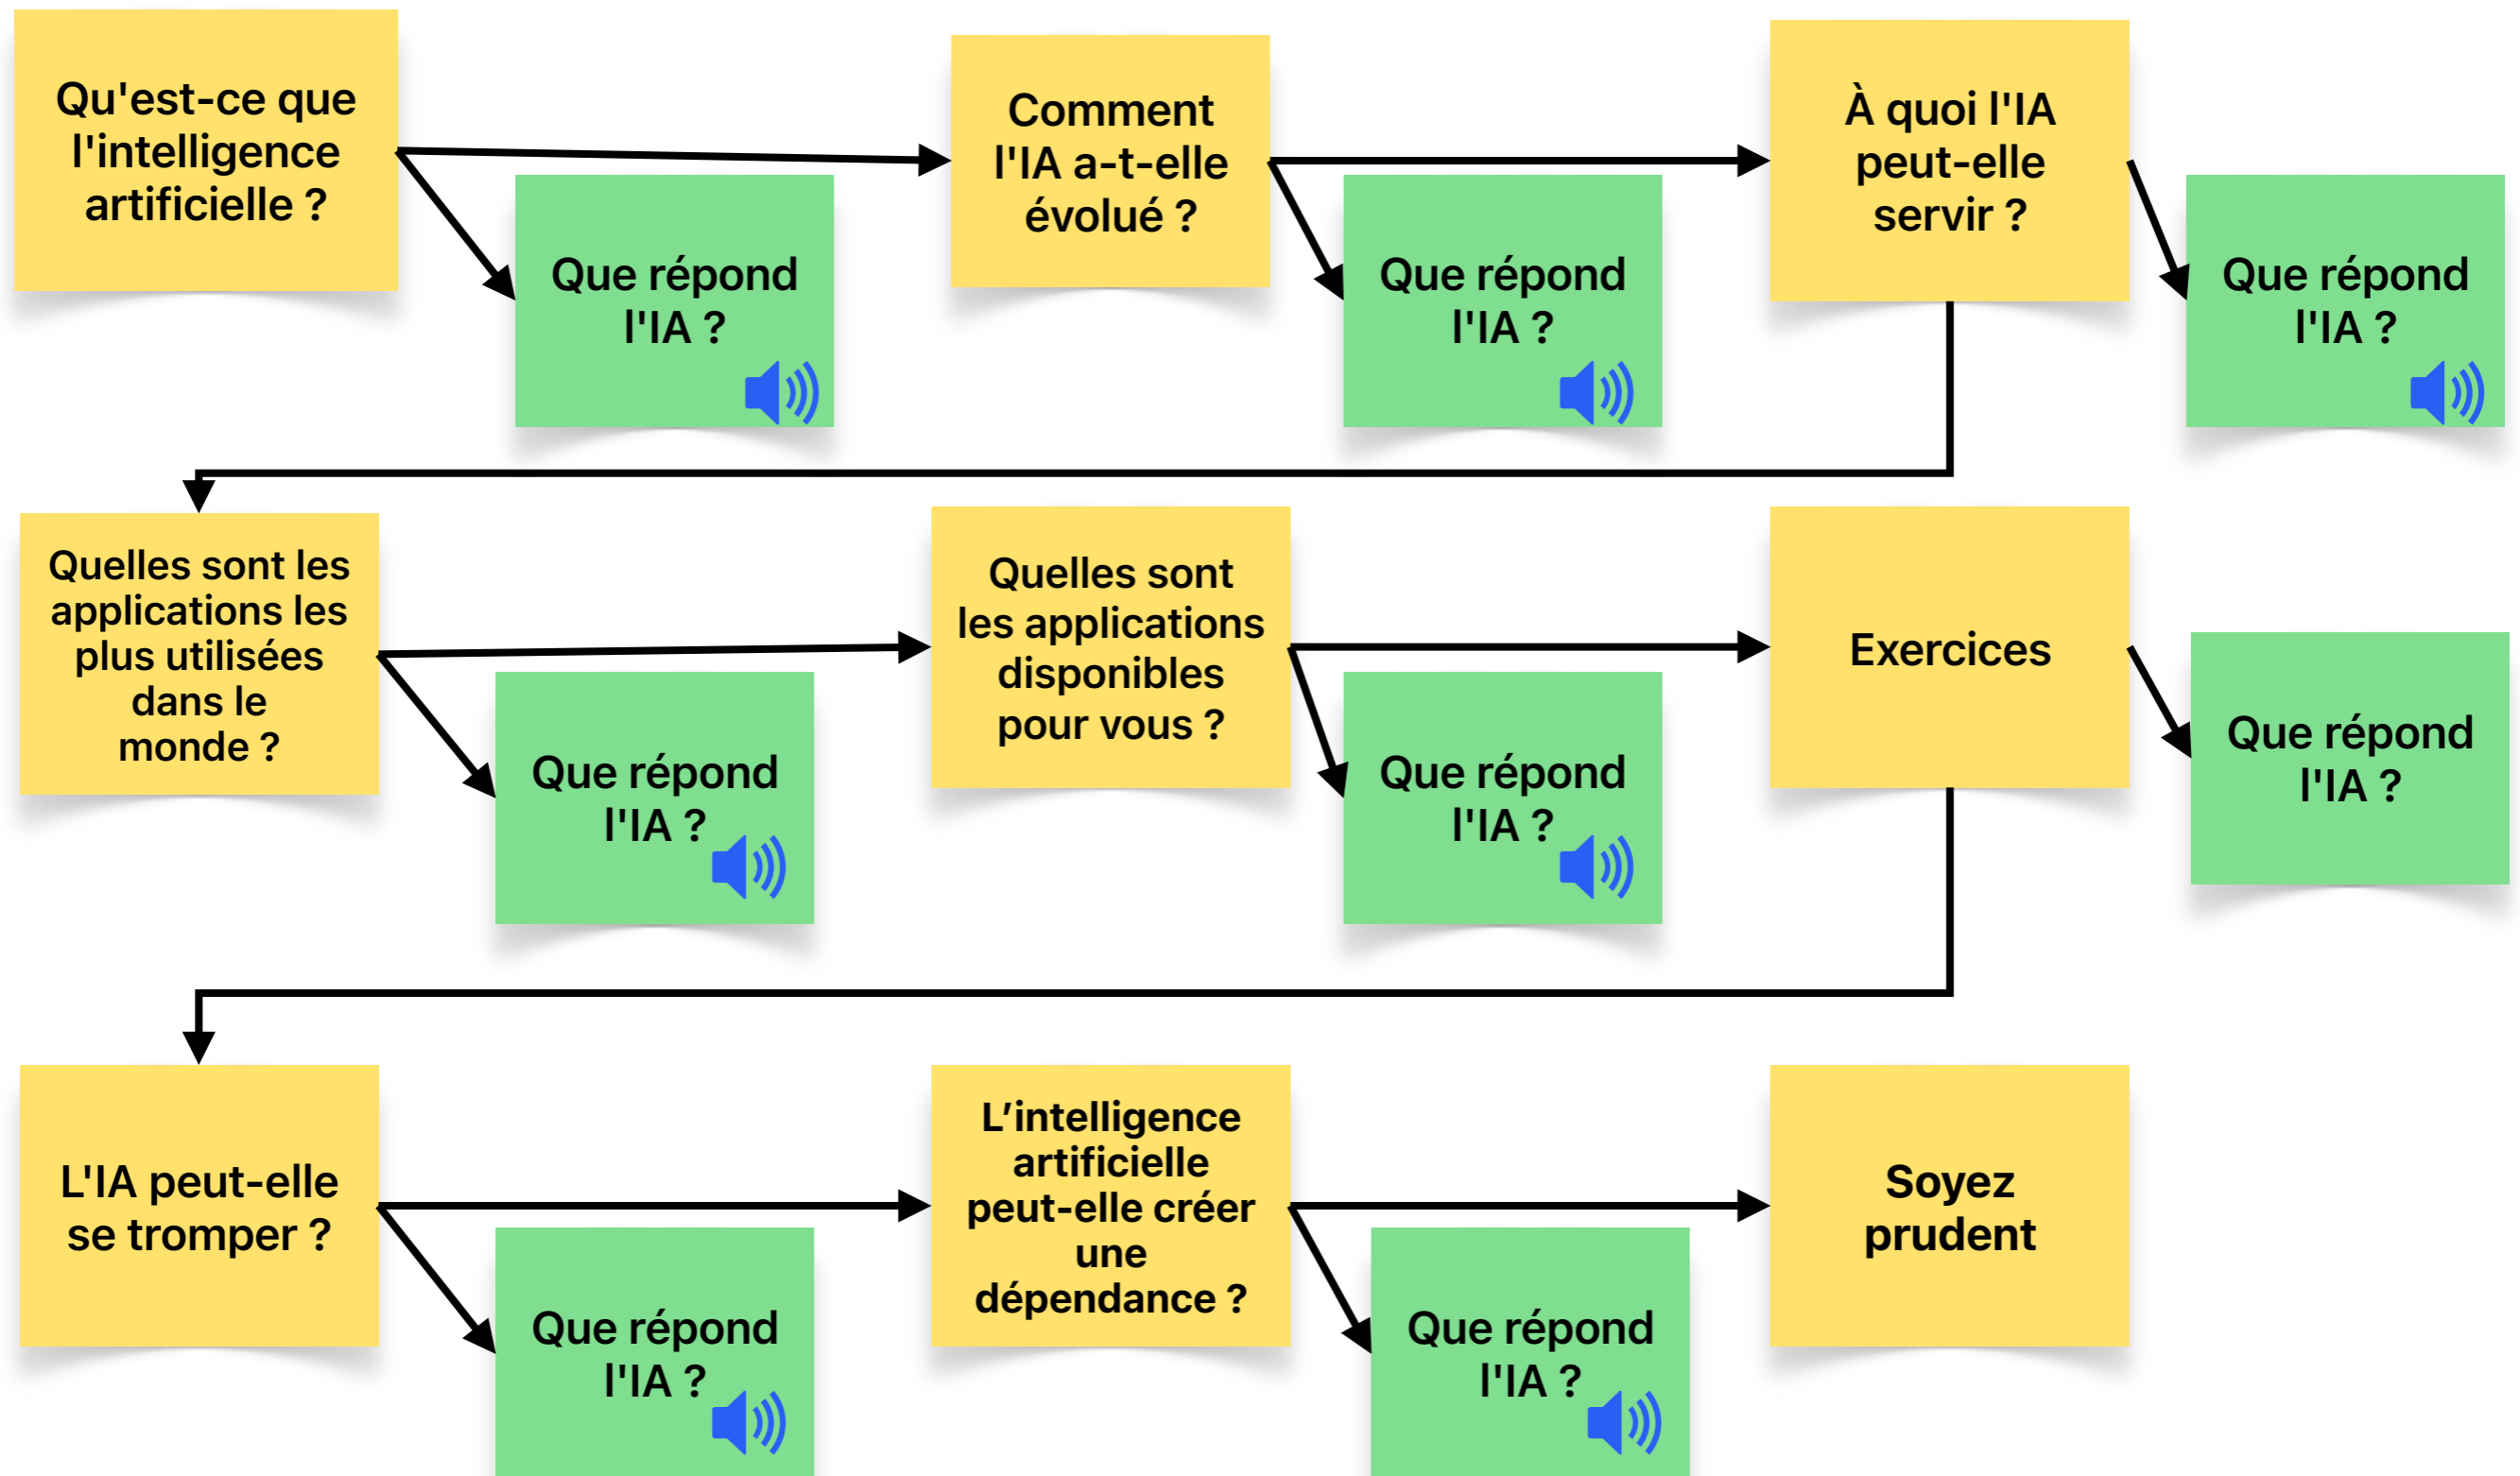 Qu'est-ce que
l'intelligence
artificielle ?
Que répond
l'IA ?
Comment
l'IA a-t-elle
évolué ?
Que répond
l'IA ?
À quoi l'IA
peut-elle
servir ?
Que répond
l'IA ?
Quelles sont les
applications les
plus utilisées
dans le
monde ?
Que répond
l'IA ?
Quelles sont
les applications
disponibles
pour vous ?
Que répond
l'IA ?
Exercices
Que répond
l'IA ?
L'IA peut-elle
se tromper ?
Que répond
l'IA ?
L’intelligence
artificielle
peut-elle créer
une
dépendance ?
Que répond
l'IA ?
Soyez
prudent